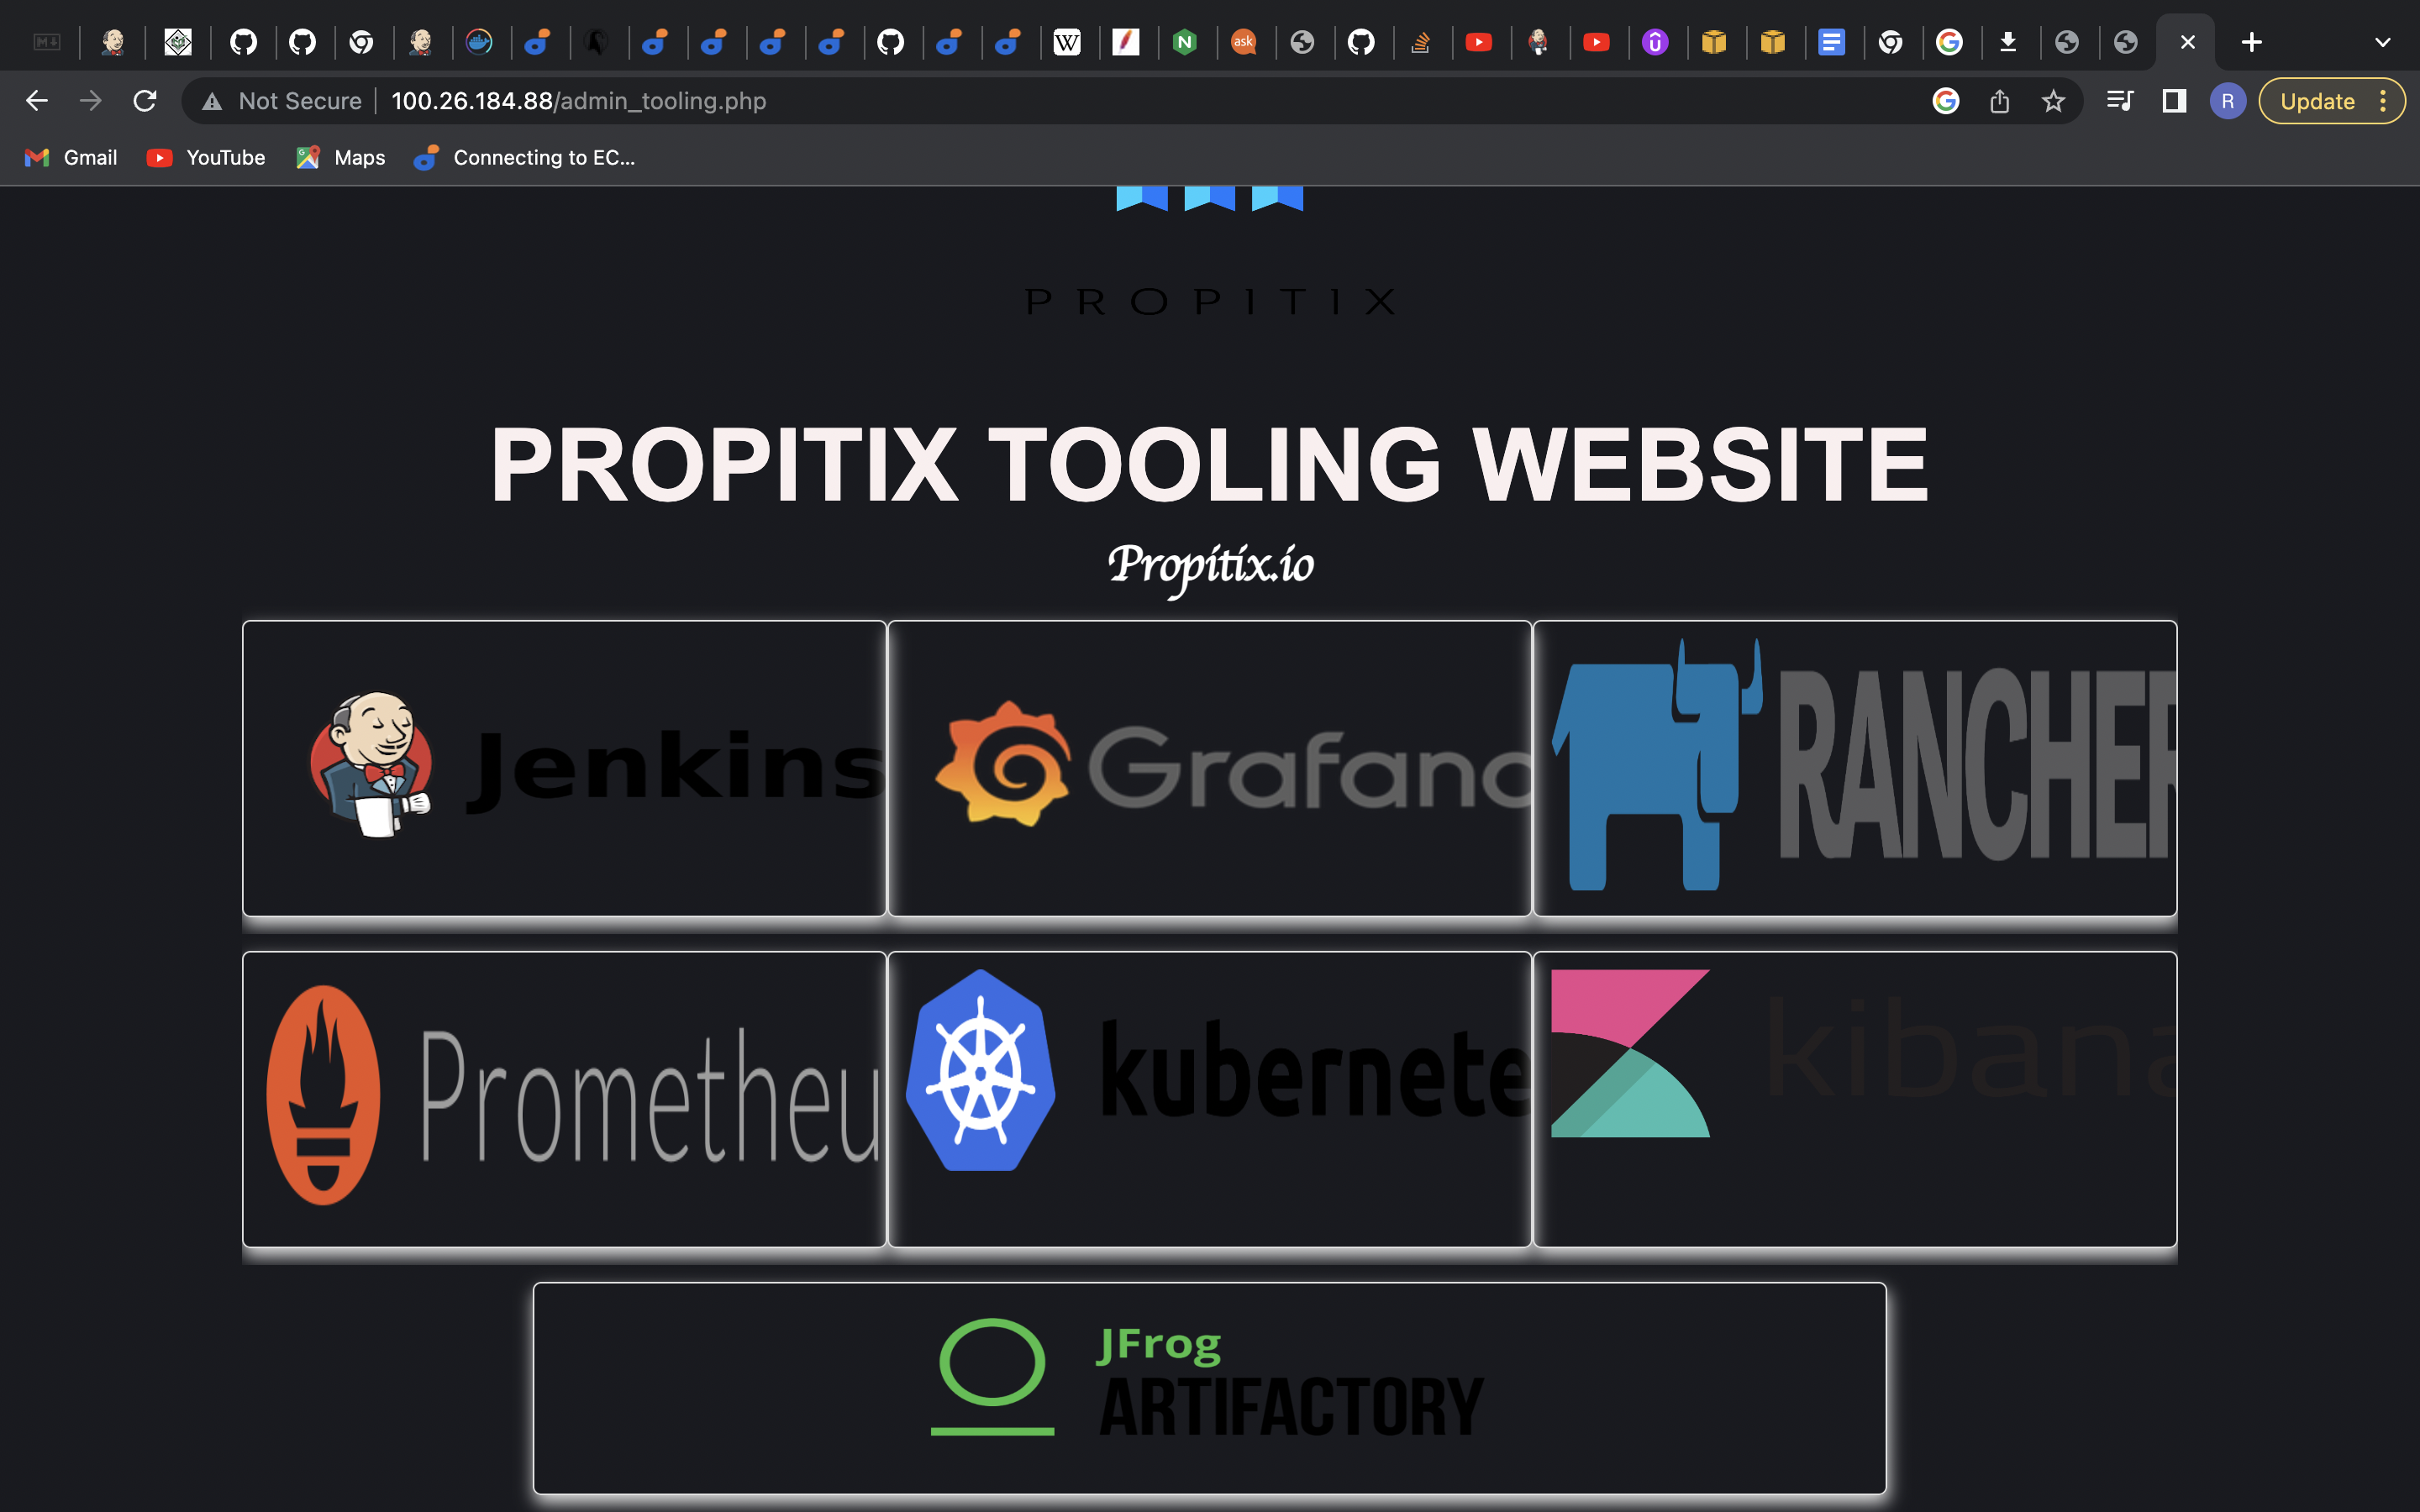 Not Secure 100.26.184.88/admin_tooling.php
R
Update
Gmail YouTube Maps Connecting to EC...
PROPITIX
PROPITIX TOOLING WEBSITE
Propitix.io
Jenkins
Grafana
RANCHER
Prometheu
kubernete
kibana
JFrog
ARTIFACTORY